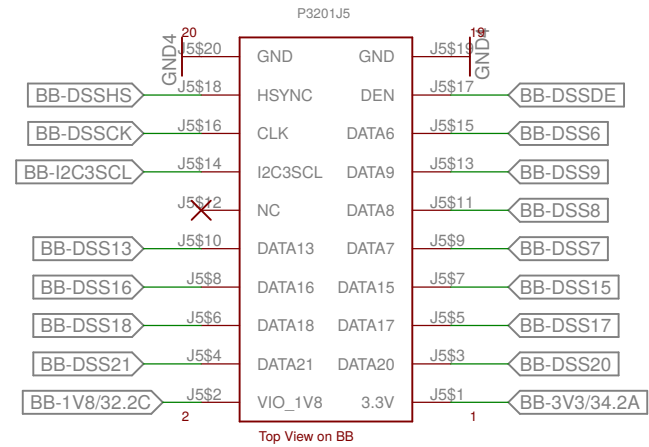 P3201J5
20 19
GND4 J5$20 GND GND J5$19 GND4
BB-DSSHS J5$18 HSYNC DEN J5$17 BB-DSSDE
BB-DSSCK J5$16 CLK DATA6 J5$15 BB-DSS6
BB-I2C3SCL J5$14 I2C3SCL DATA9 J5$13 BB-DSS9
J5$12 NC DATA8 J5$11 BB-DSS8
BB-DSS13 J5$10 DATA13 DATA7 J5$9 BB-DSS7
BB-DSS16 J5$8 DATA16 DATA15 J5$7 BB-DSS15
BB-DSS18 J5$6 DATA18 DATA17 J5$5 BB-DSS17
BB-DSS21 J5$4 DATA21 DATA20 J5$3 BB-DSS20
BB-1V8/32.2C J5$2 VIO_1V8 3.3V J5$1 BB-3V3/34.2A
2 1
Top View on BB